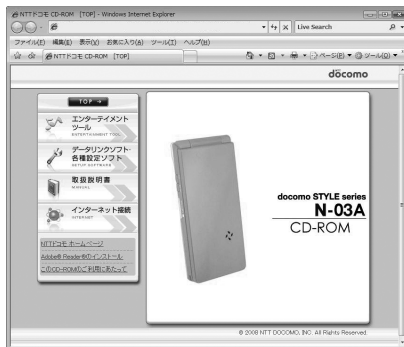 NTTドコモ CD-ROM [TOP] - Windows Internet Explorer
Live Search
ファイル(F) 編集(E) 表示(V) お気に入り(A) ツール(T) ヘルプ(H)
NTTドコモ CD-ROM [TOP]
ページ(P) ツール(O)
döcomo
TOP
エンターテイメント
ツール
ENTERTAINMENT TOOL
データリンクソフト・
各種設定ソフト
SETUP SOFTWARE
取扱説明書
MANUAL
インターネット接続
INTERNET
NTTドコモ ホームページ
Adobe® Reader®のインストール
このCD-ROMのご利用にあたって
docomo STYLE series
N-03A
CD-ROM
© 2008 NTT DOCOMO, INC. All Rights Reserved.